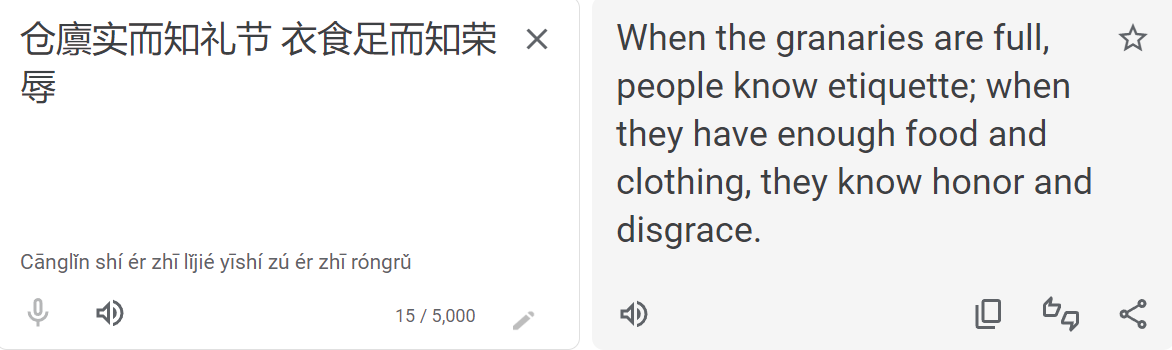 仓廪实而知礼节 衣食足而知荣
辱
Cānglǐn shí ér zhī lǐjié yīshí zú ér zhī róngrǔ
15 / 5,000
When the granaries are full,
people know etiquette; when
they have enough food and
clothing, they know honor and
disgrace.